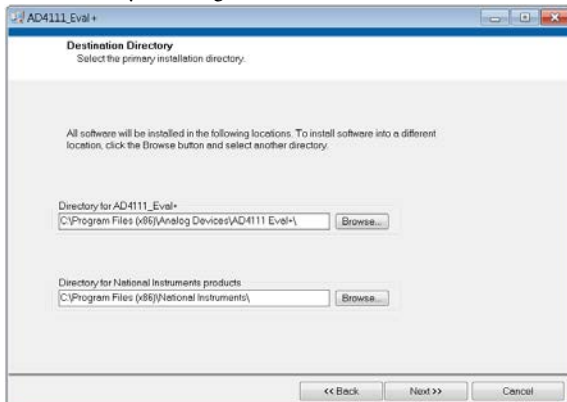 AD4111_Eval+
Destination Directory
Select the primary installation directory.
All software will be installed in the following locations. To install software into a different
location, click the Browse button and select another directory.
Directory for AD4111_Eval+
C:\Program Files (x86)\Analog Devices\AD4111 Eval+\
Browse...
Directory for National Instruments products
C:\Program Files (x86)\National Instruments\
Browse...
<< Back
Next >>
Cancel